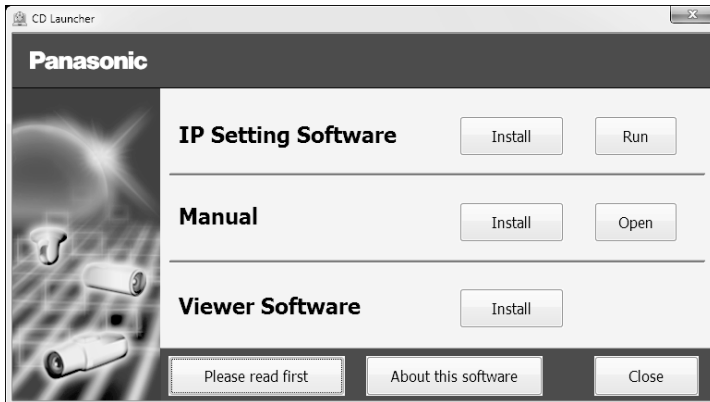 CD Launcher
Panasonic
IP Setting Software Install Run
Manual Install Open
Viewer Software Install
Please read first About this software Close